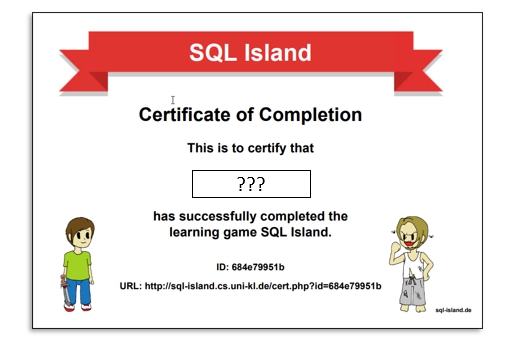 SQL Island
Certificate of Completion
This is to certify that
???
has successfully completed the
learning game SQL Island.
ID: 684e79951b
URL: http://sql-island.cs.uni-kl.de/cert.php?id=684e79951b
sql-island.de